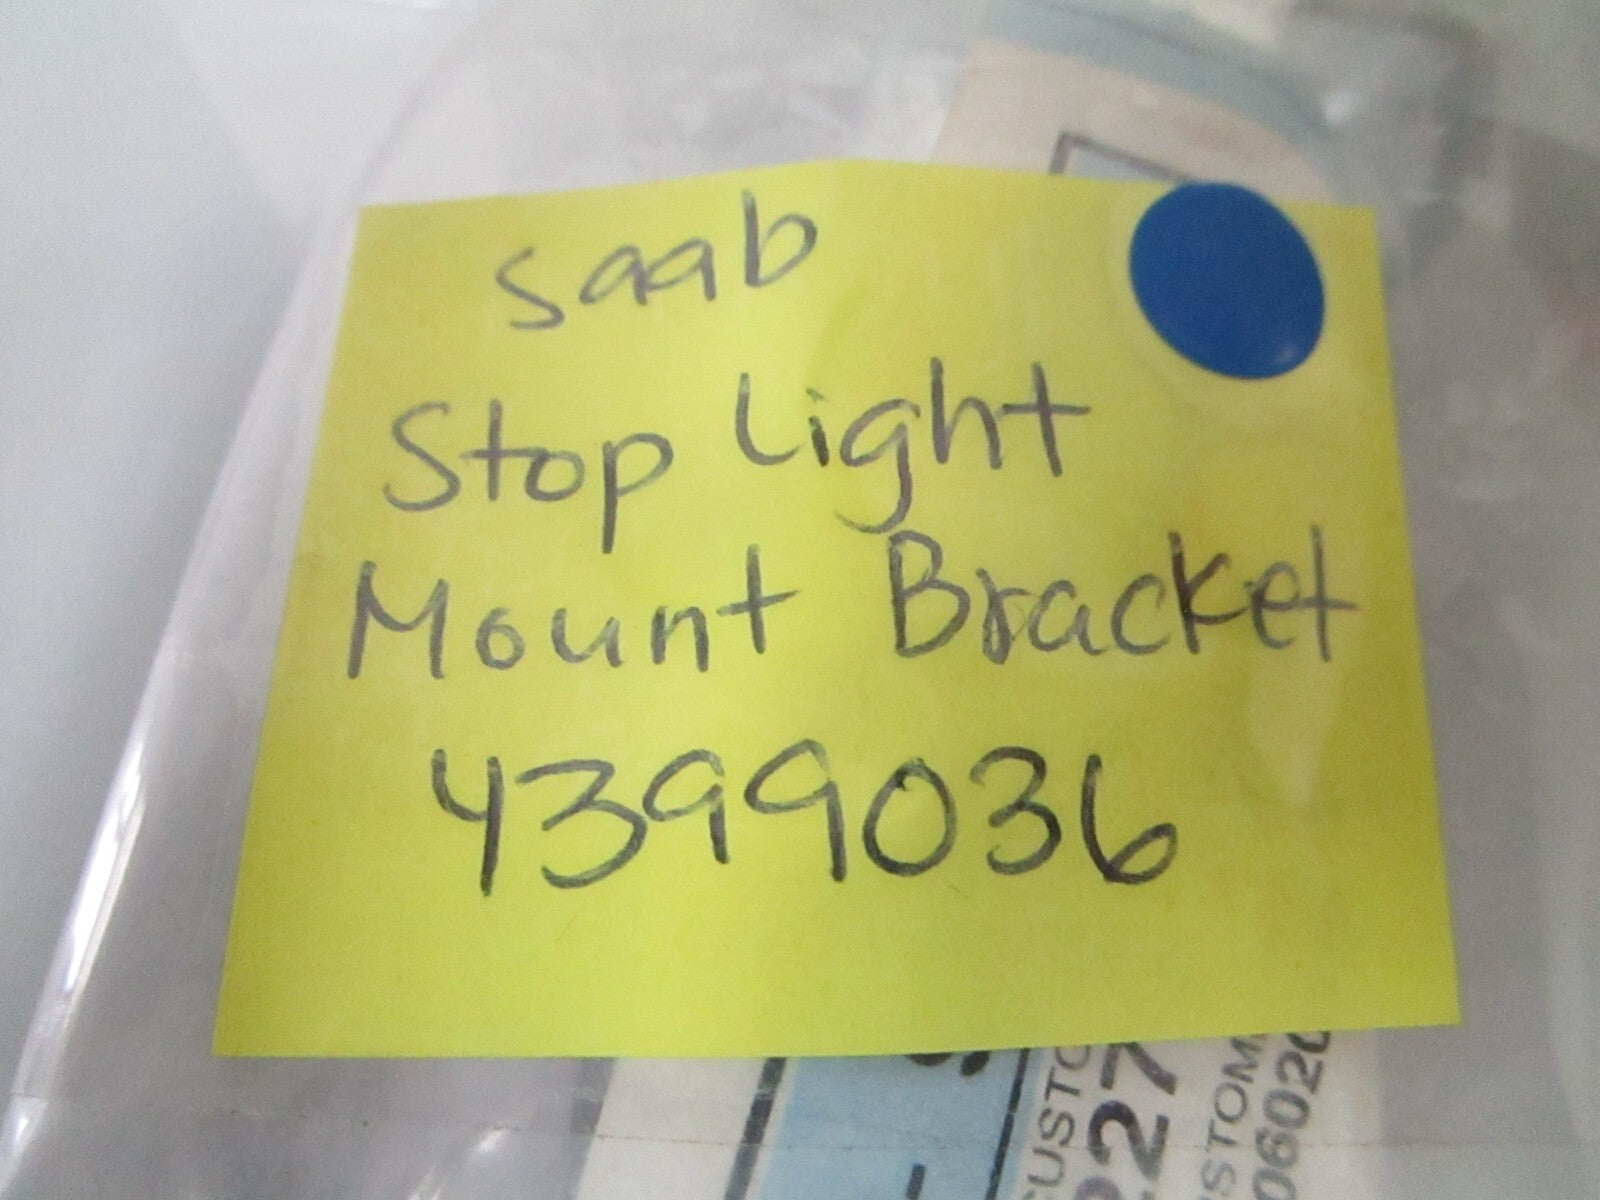 saab
Stop Light
Mount Bracket
4399036